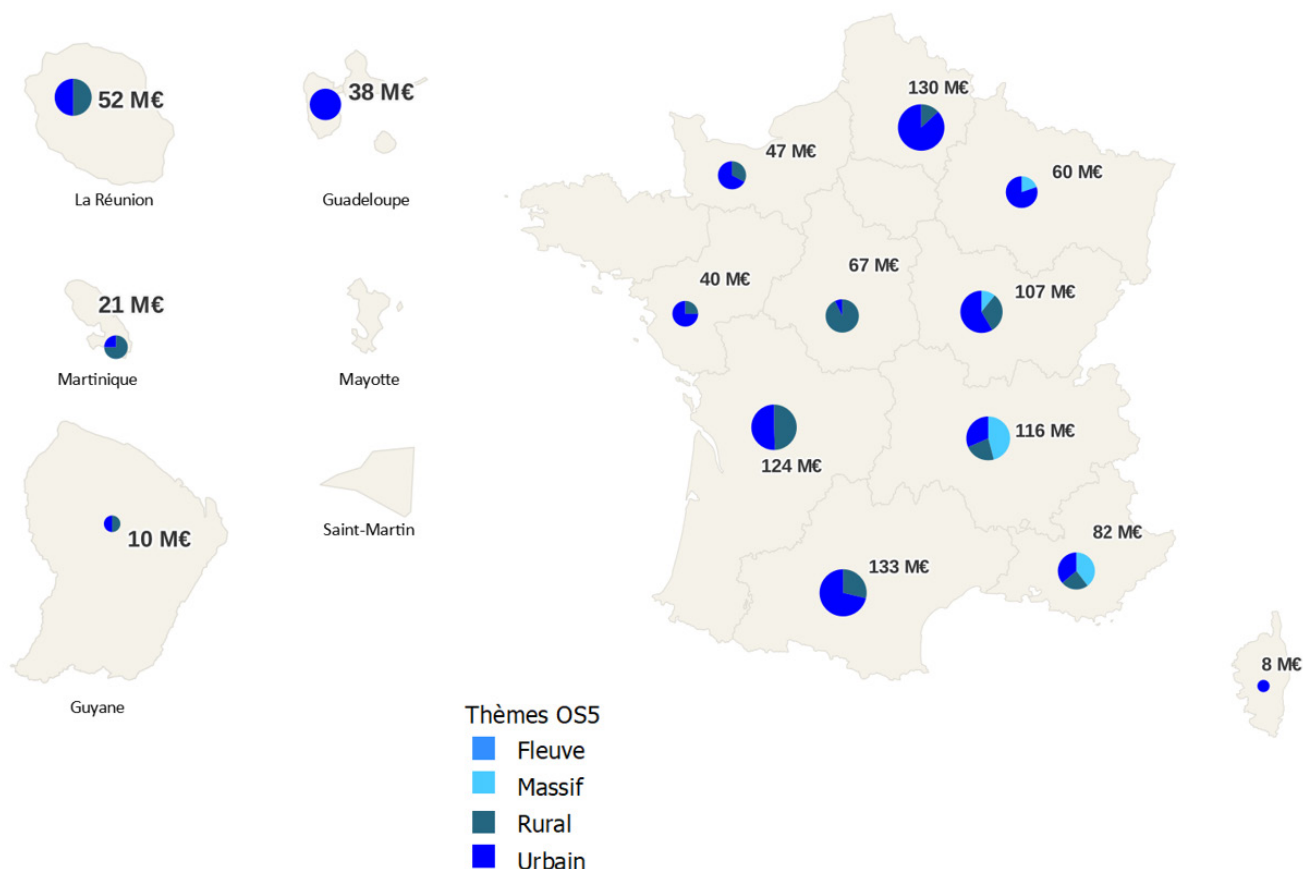 52 M€
La Réunion
38 M€
Guadeloupe
21 M€
Martinique
Mayotte
10 M€
Guyane
Saint-Martin
130 M€
47 M€
60 M€
40 M€
67 M€
107 M€
124 M€
116 M€
133 M€
82 M€
8 M€
Thèmes OS5
Fleuve
Massif
Rural
Urbain